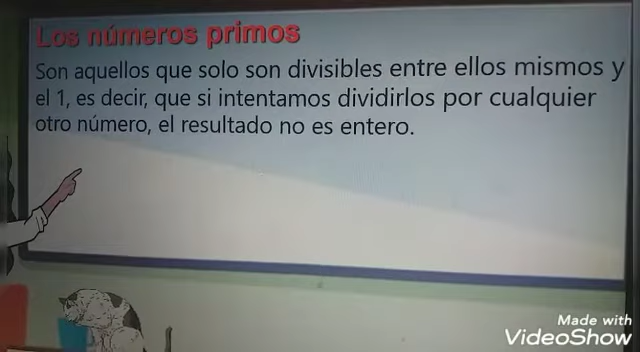 Los números primos
Son aquellos que solo son divisibles entre ellos mismos y
el 1, es decir, que si intentamos dividirlos por cualquier
otro número, el resultado no es entero.
Made with
VideoShow